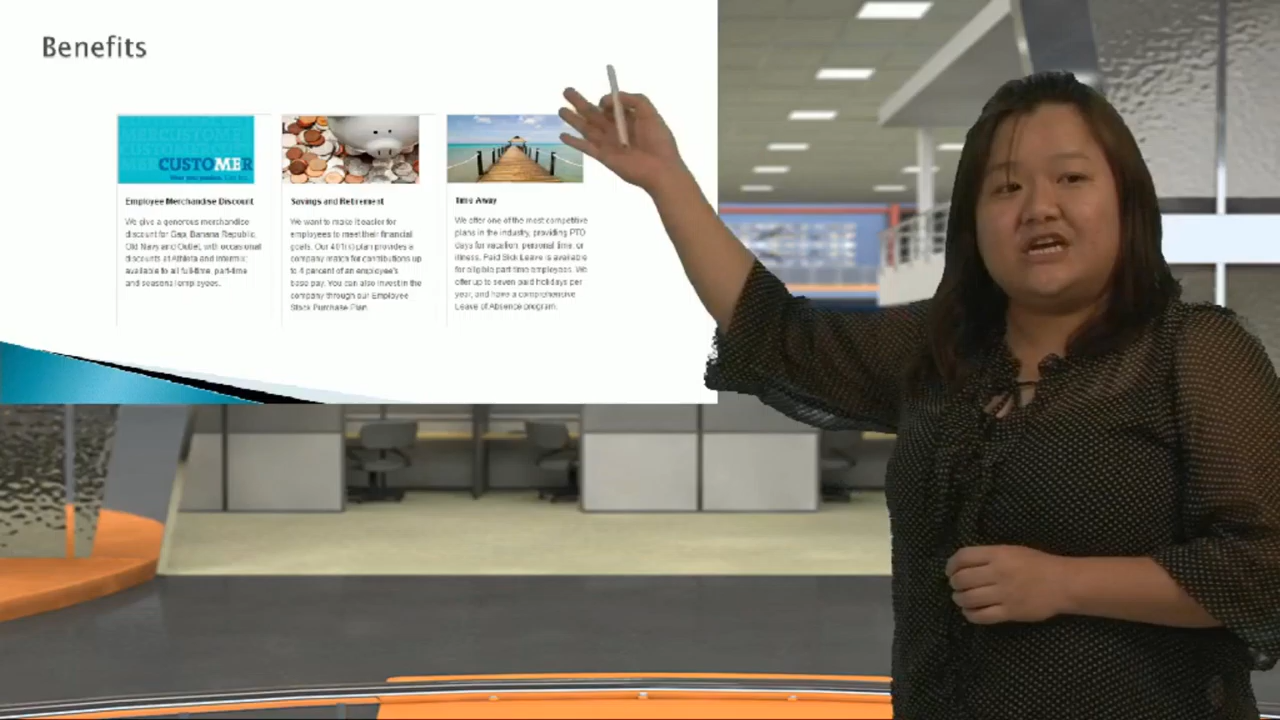 Benefits
CUSTOMER
Employee Merchandise Discount
We give a generous merchandise
discount for Gap, Banana Republic,
Old Navy and Outlet, with occasional
discounts at Athleta and Intermix;
available to all full-time, part-time
and seasonal employees.
Savings and Retirement
We want to make it easier for
employees to meet their financial
goals. Our 401(k) plan provides a
company match for contributions up
to 4 percent of an employee's
base pay. You can also invest in the
company through our Employee
Stock Purchase Plan.
Time Away
We offer one of the most competitive
plans in the industry, providing PTO
days for vacation, personal time, or
illness. Paid Sick Leave is available
for eligible part-time employees. We
offer up to seven paid holidays per
year, and have a comprehensive
Leave of Absence program.